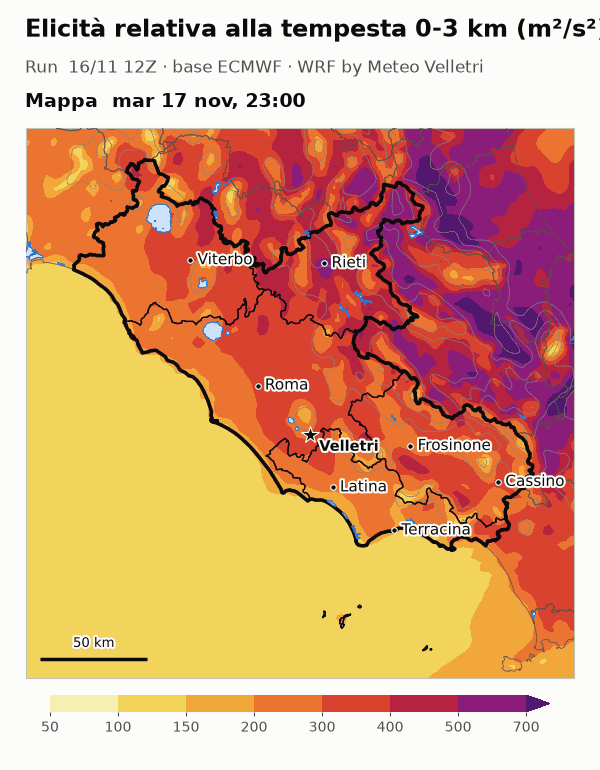 Elicità relativa alla tempesta 0-3 km (m²/s²)
Run  16/11 12Z · base ECMWF · WRF by Meteo Velletri
Mappa  mar 17 nov, 23:00
Viterbo
Rieti
Roma
Velletri
Frosinone
Latina
Cassino
Terracina
50 km
50 100 150 200 300 400 500 700